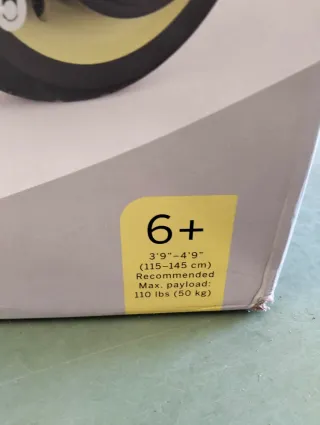 6+
3'9"–4'9"
(115–145 cm)
Recommended
Max. payload:
110 lbs (50 kg)